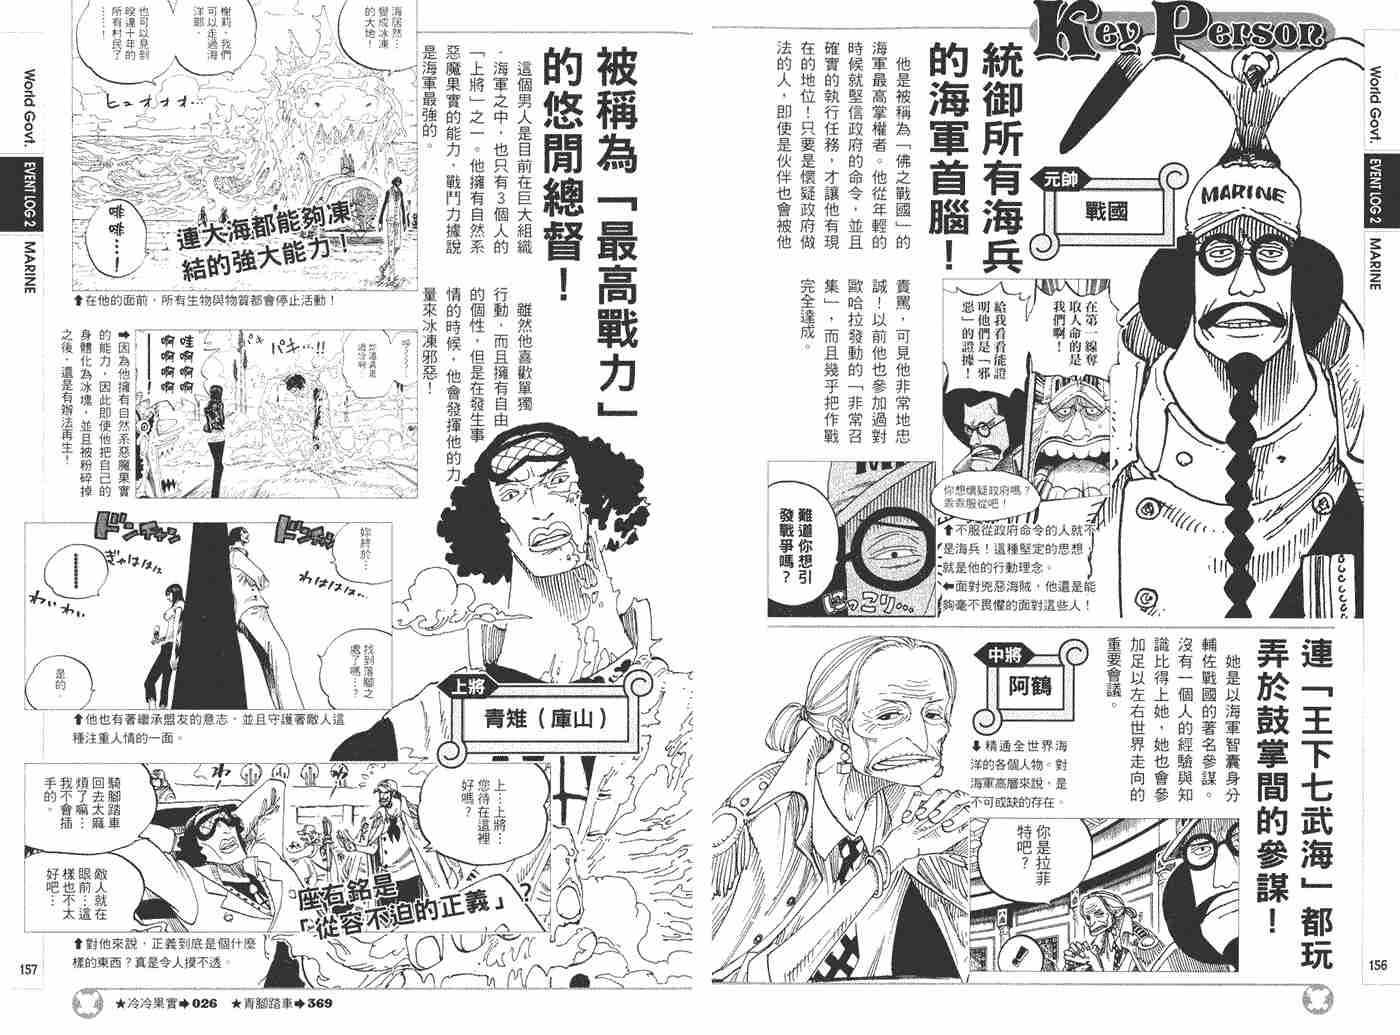 Key Person
World Govt.
EVENT LOG 2
MARINE
統御所有海兵
的海軍首腦！
元帥
戰國
MARINE
他是被稱為「佛之戰國」的
海軍最高掌權者。他從年輕的
時候就堅信政府的命令，並且
確實的執行任務，才讓他有現
在的地位！只要是懷疑政府做
法的人，即使是伙伴也會被他
責罵，可見他非常地忠
誠！以前他也參加過對
歐哈拉發動的「非常召
集」，而且幾乎把作戰
完全達成。
在第一線奪
取人命的是
我們啊！
給我看看能證
明他們是「邪
惡」的證據！
你想懷疑政府嗎？
乖乖服從吧！
難道你想引
發戰爭嗎？
にっこり…
⬆不服從政府命令的人就不
是海兵！這種堅定的思想，
就是他的行動理念。
⬅面對兇惡海賊，他還是能
夠毫不畏懼的面對這些人！
連「王下七武海」都玩
弄於鼓掌間的參謀！
中將
阿鶴
她是以海軍智囊身分
輔佐戰國的著名參謀。
沒有一個人的經驗與知
識比得上她，她也會參
加足以左右世界走向的
重要會議。
⬇精通全世界海
洋的各個人物。對
海軍高層來說，是
不可或缺的存在。
你是拉菲
特吧？
！
156
被稱為「最高戰力」
的悠閒總督！
這個男人是目前在巨大組織
．海軍之中，也只有3個人的
「上將」之一。他擁有自然系
惡魔果實的能力，戰鬥力據說
是海軍最強的。
雖然他喜歡單獨
行動，而且擁有自由
的個性，但是在發生事
情的時候，他會發揮他的力
量來冰凍邪惡！
海居然…
變成冰凍
的大地！
榭莉，我們
可以走過海
洋耶。
也可以見到
睽違十年的
所有村民了
……！
ヒュオオオ…
啡
啡…！
連大海都能夠凍
結的強大能力！
⬆在他的面前，所有生物與物質都會停止活動！
パキ…!!
哇
➡因為他擁有自然系惡魔果實
的能力，因此即使他把自己的
身體化為冰塊，並且被粉碎掉
之後，還是有辦法再生！
ドンチャン
ドンチャン
ぎゃははは
わいわい
わいわい
妳終於…
找到落腳之
處了嗎…？
是的。
⬆他也有著繼承盟友的意志，並且守護著敵人這
種注重人情的一面。
上將
青雉（庫山）
上…上將…
您待在這裡
好嗎？
騎腳踏車
回去太麻
煩了嘛…
我不會插
手的。
敵人就在
眼前…這
樣也不太
好吧…
？
座右銘是
「從容不迫的正義」
⬆對他來說，正義到底是個什麼
樣的東西？真是令人摸不透。
World Govt.
EVENT LOG 2
MARINE
157
★冷冷果實➡026　★青腳踏車➡369